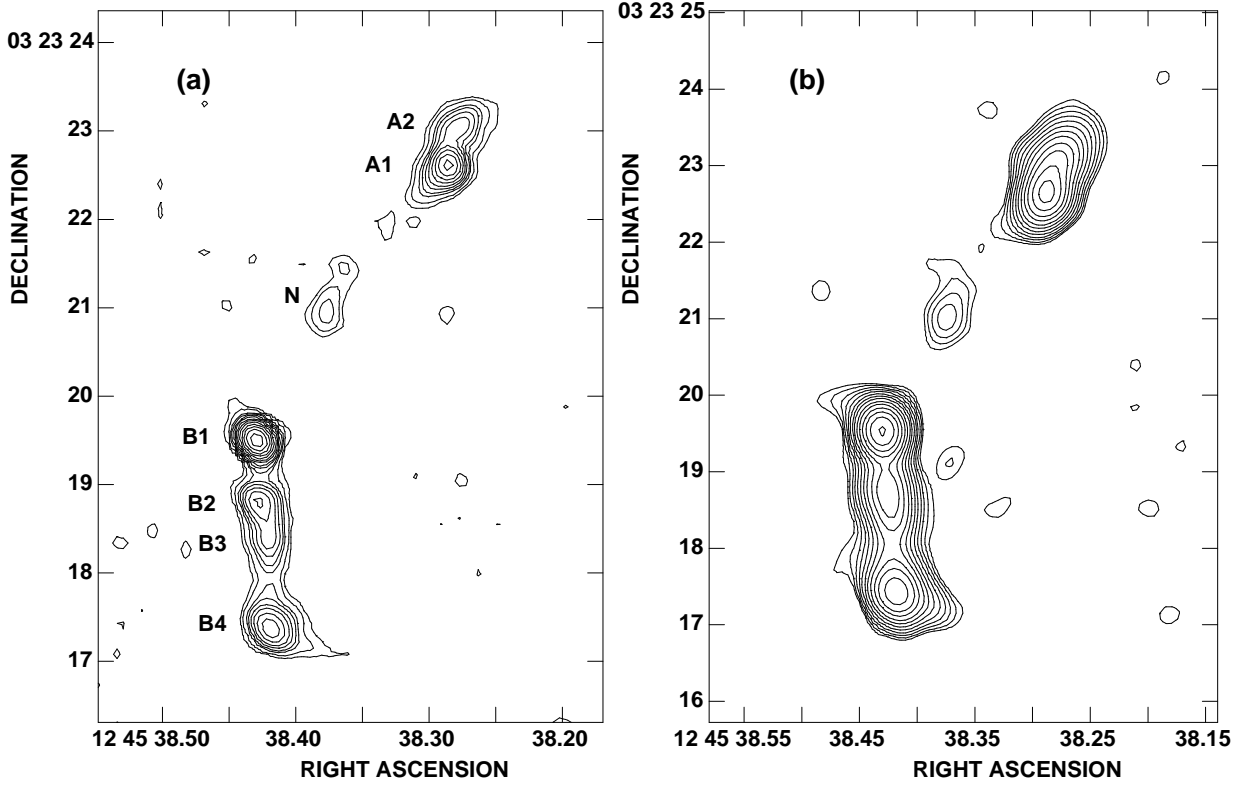 03 23 24
(a)
A2
A1
23
22
N
21
20
B1
19
B2
B3
18
B4
17
DECLINATION
12 45 38.50
38.40
38.30
38.20
RIGHT ASCENSION
03 23 25
(b)
24
23
22
21
20
19
18
17
16
DECLINATION
12 45 38.55
38.45
38.35
38.25
38.15
RIGHT ASCENSION